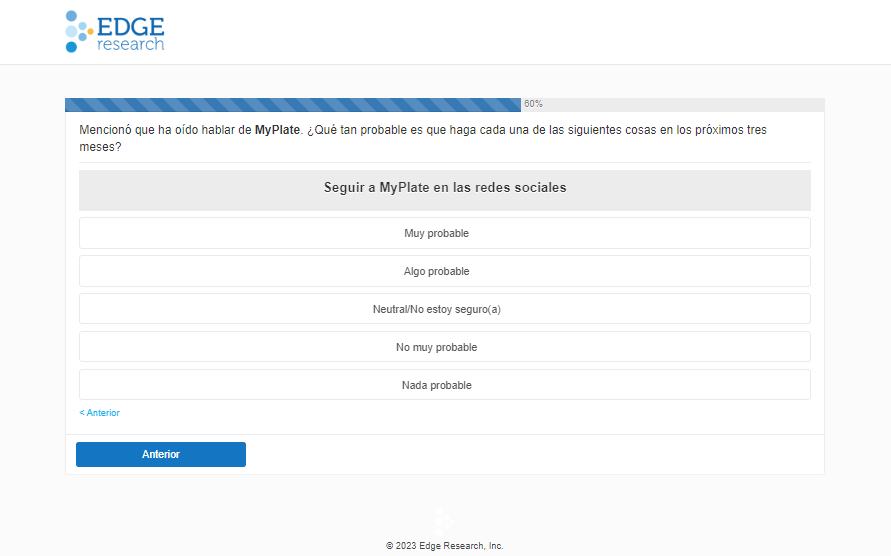 EDGE
research
60%
Mencionó que ha oído hablar de MyPlate. ¿Qué tan probable es que haga cada una de las siguientes cosas en los próximos tres
meses?
Seguir a MyPlate en las redes sociales
Muy probable
Algo probable
Neutral/No estoy seguro(a)
No muy probable
Nada probable
< Anterior
Anterior
© 2023 Edge Research, Inc.